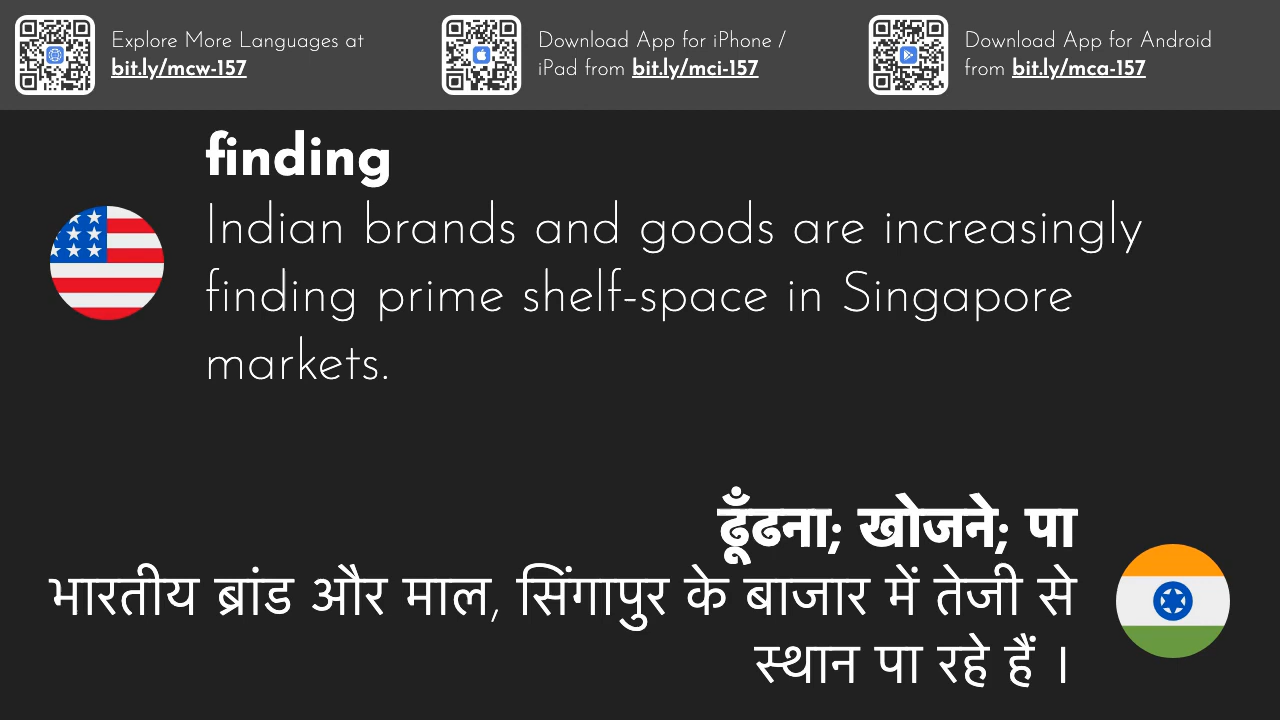 Explore More Languages at
bit.ly/mcw-157
Download App for iPhone /
iPad from bit.ly/mci-157
Download App for Android
from bit.ly/mca-157
finding
Indian brands and goods are increasingly
finding prime shelf-space in Singapore
markets.
ढूँढना; खोजने; पा
भारतीय ब्रांड और माल, सिंगापुर के बाजार में तेजी से
स्थान पा रहे हैं ।